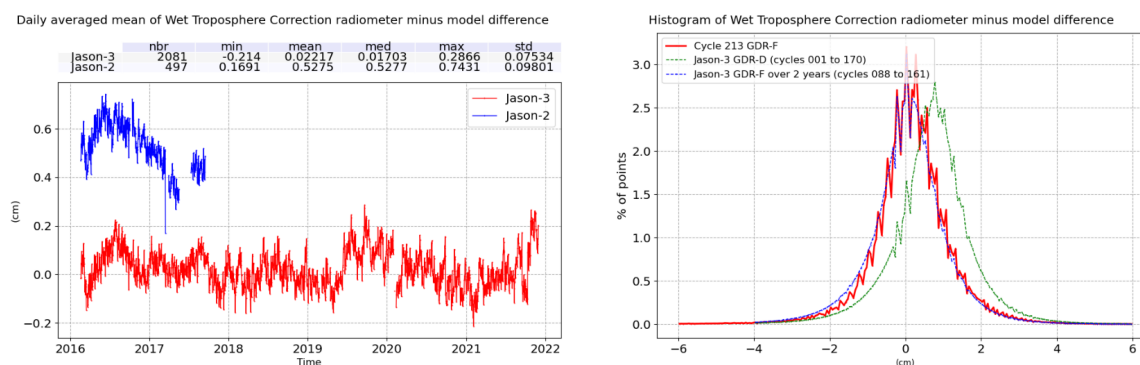 Daily averaged mean of Wet Troposphere Correction radiometer minus model difference
nbr min mean med max std
Jason-3 2081 -0.214 0.02217 0.01703 0.2866 0.07534
Jason-2 497 0.1691 0.5275 0.5277 0.7431 0.09801
Jason-3
Jason-2
0.6
0.4
0.2
0.0
−0.2
(cm)
2016 2017 2018 2019 2020 2021 2022
Time
Histogram of Wet Troposphere Correction radiometer minus model difference
Cycle 213 GDR-F
Jason-3 GDR-D (cycles 001 to 170)
Jason-3 GDR-F over 2 years (cycles 088 to 161)
3.0
2.5
2.0
1.5
1.0
0.5
0.0
% of points
−6 −4 −2 0 2 4 6
(cm)